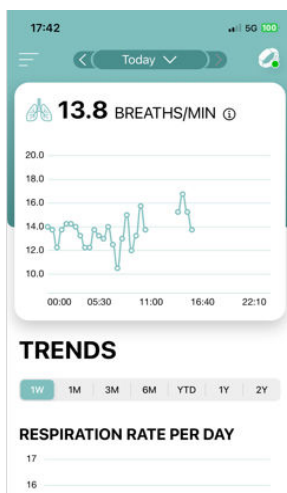 17:42 5G 100
Today
13.8 BREATHS/MIN
20.0
18.0
16.0
14.0
12.0
10.0
00:00 05:30 11:00 16:40 22:10
TRENDS
1W 1M 3M 6M YTD 1Y 2Y
RESPIRATION RATE PER DAY
17
16